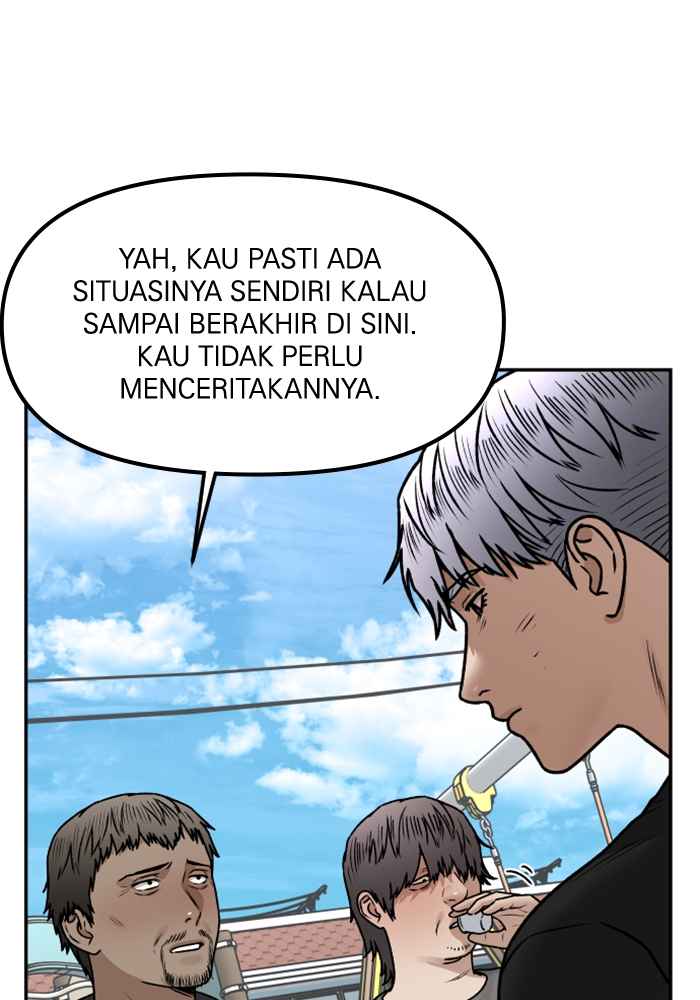 YAH, KAU PASTI ADA
SITUASINYA SENDIRI KALAU
SAMPAI BERAKHIR DI SINI.
KAU TIDAK PERLU
MENCERITAKANNYA.